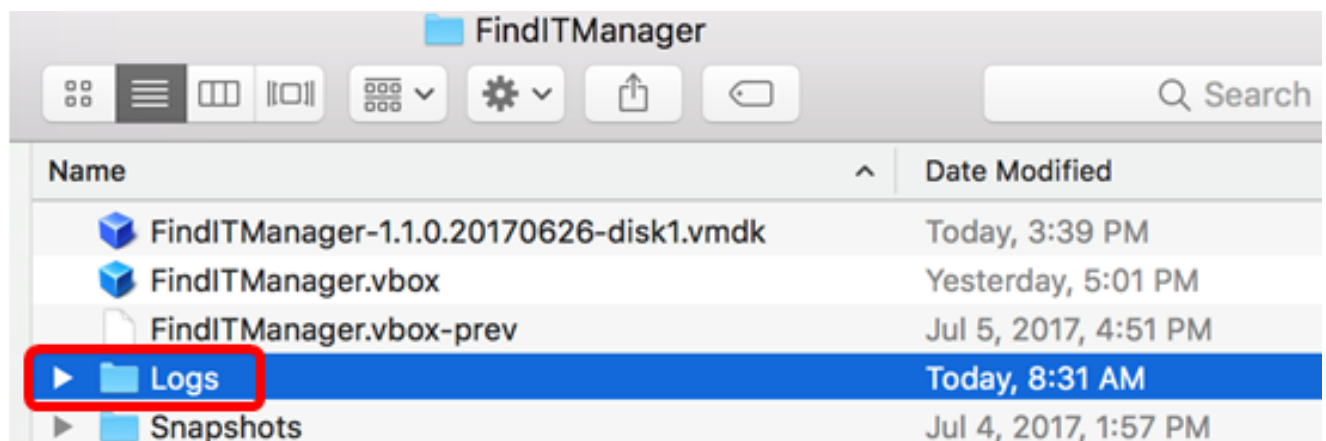 FindITManager
Search
Name Date Modified
FindITManager-1.1.0.20170626-disk1.vmdk Today, 3:39 PM
FindITManager.vbox Yesterday, 5:01 PM
FindITManager.vbox-prev Jul 5, 2017, 4:51 PM
Logs Today, 8:31 AM
Snapshots Jul 4, 2017, 1:57 PM